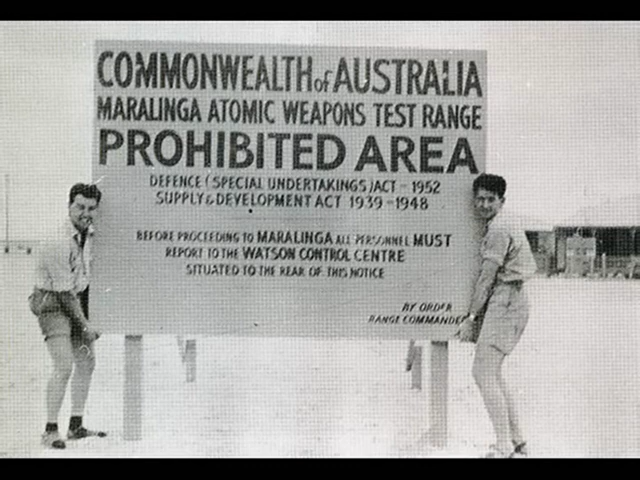 COMMONWEALTH of AUSTRALIA
MARALINGA ATOMIC WEAPONS TEST RANGE
PROHIBITED AREA
DEFENCE (SPECIAL UNDERTAKINGS) ACT - 1952
SUPPLY & DEVELOPMENT ACT 1939-1948
BEFORE PROCEEDING TO MARALINGA ALL PERSONNEL MUST
REPORT TO THE WATSON CONTROL CENTRE
SITUATED TO THE REAR OF THIS NOTICE
BY ORDER
RANGE COMMANDER